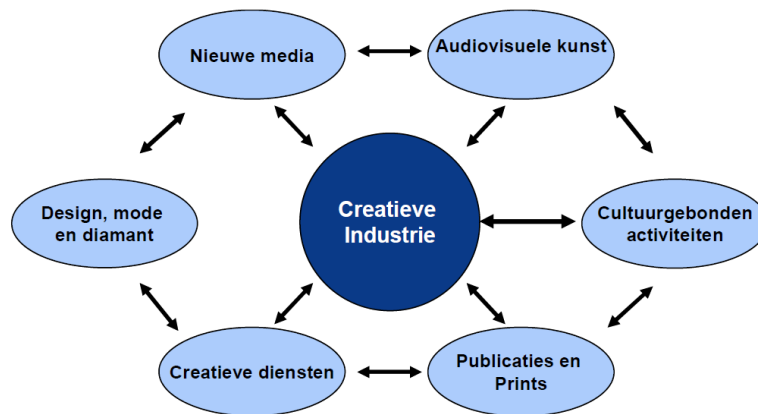 Nieuwe media
Audiovisuele kunst
Design, mode
en diamant
Creatieve
Industrie
Cultuurgebonden
activiteiten
Creatieve diensten
Publicaties en
Prints